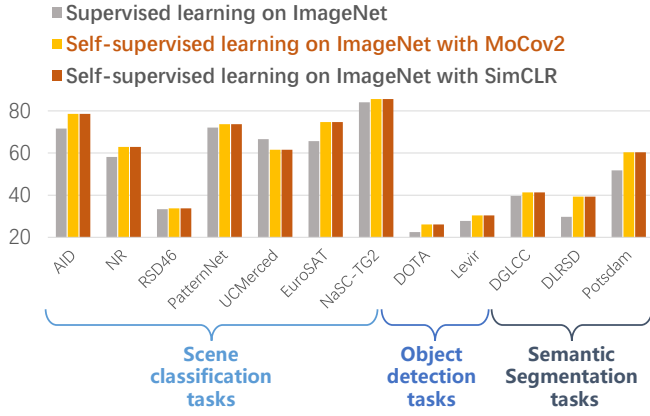 Supervised learning on ImageNet
Self-supervised learning on ImageNet with MoCov2
Self-supervised learning on ImageNet with SimCLR
80
60
40
20
AID
NR
RSD46
PatternNet
UCMerced
EuroSAT
NaSC-TG2
DOTA
Levir
DGLCC
DLRSD
Potsdam
Scene
classification
tasks
Object
detection
tasks
Semantic
Segmentation
tasks